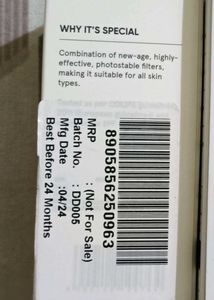 WHY IT'S SPECIAL
Combination of new-age, highly-
effective, photostable filters,
making it suitable for all skin
types.
8905856250963
MRP : (Not For Sale)
Batch No. : DD005
Mfg Date :04/24
Best Before 24 Months